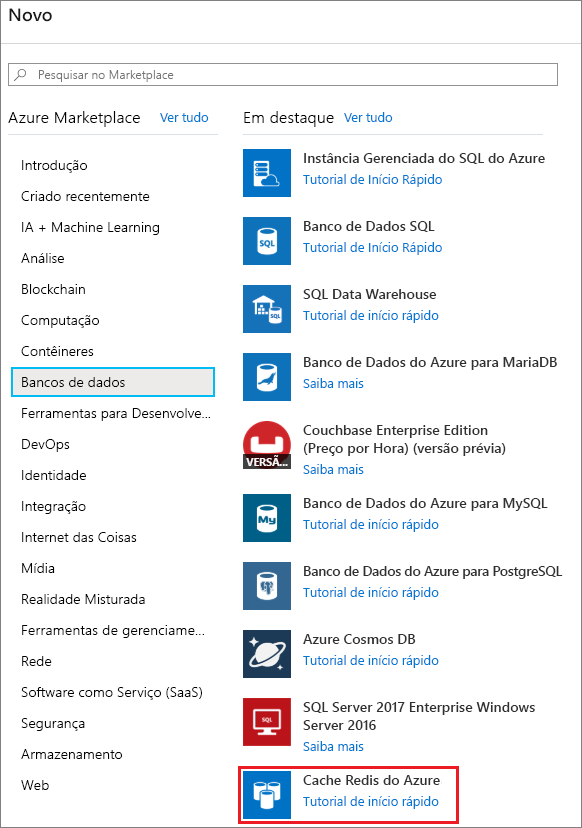 Novo
Pesquisar no Marketplace
Azure Marketplace Ver tudo
Introdução
Criado recentemente
IA + Machine Learning
Análise
Blockchain
Computação
Contêineres
Bancos de dados
Ferramentas para Desenvolve...
DevOps
Identidade
Integração
Internet das Coisas
Mídia
Realidade Misturada
Ferramentas de gerenciame...
Rede
Software como Serviço (SaaS)
Segurança
Armazenamento
Web
Em destaque Ver tudo
Instância Gerenciada do SQL do Azure
Tutorial de Início Rápido
SQL
Banco de Dados SQL
Tutorial de Início Rápido
SQL
SQL Data Warehouse
Tutorial de início rápido
Banco de Dados do Azure para MariaDB
Saiba mais
VERSÃ...
Couchbase Enterprise Edition
(Preço por Hora) (versão prévia)
Saiba mais
My
Banco de Dados do Azure para MySQL
Tutorial de início rápido
Banco de Dados do Azure para PostgreSQL
Tutorial de início rápido
Azure Cosmos DB
Tutorial de início rápido
SQL
SQL Server 2017 Enterprise Windows
Server 2016
Saiba mais
Cache Redis do Azure
Tutorial de início rápido